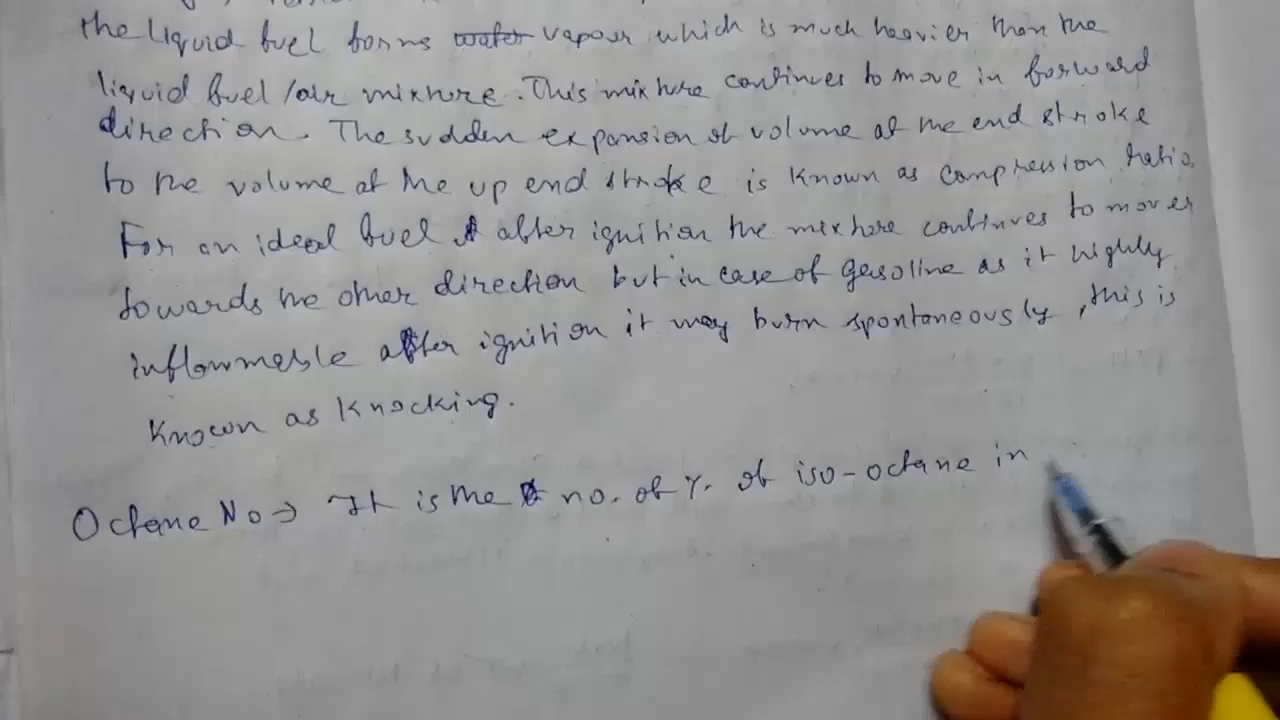 the liquid fuel forms water vapour which is much heavier than the
liquid fuel/air mixture. This mixture continues to move in forward
direction. The sudden expansion of volume at the end stroke
to the volume at the up end stroke is known as compression ratio.
For an ideal fuel after ignition the mixture continues to moves
towards the other direction but in case of gasoline as it highly
inflammable after ignition it may burn spontaneously, this is
known as knocking.
Octane No → It is the no. of %. of iso-octane in